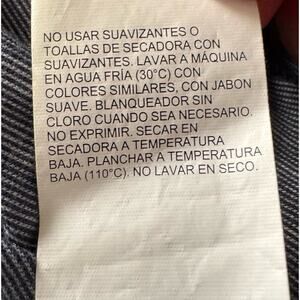 NO USAR SUAVIZANTES O
TOALLAS DE SECADORA CON
SUAVIZANTES. LAVAR A MÁQUINA
EN AGUA FRÍA (30°C) CON
COLORES SIMILARES, CON JABON
SUAVE. BLANQUEADOR SIN
CLORO CUANDO SEA NECESARIO.
NO EXPRIMIR. SECAR EN
SECADORA A TEMPERATURA
BAJA. PLANCHAR A TEMPERATURA
BAJA (110°C). NO LAVAR EN SECO.